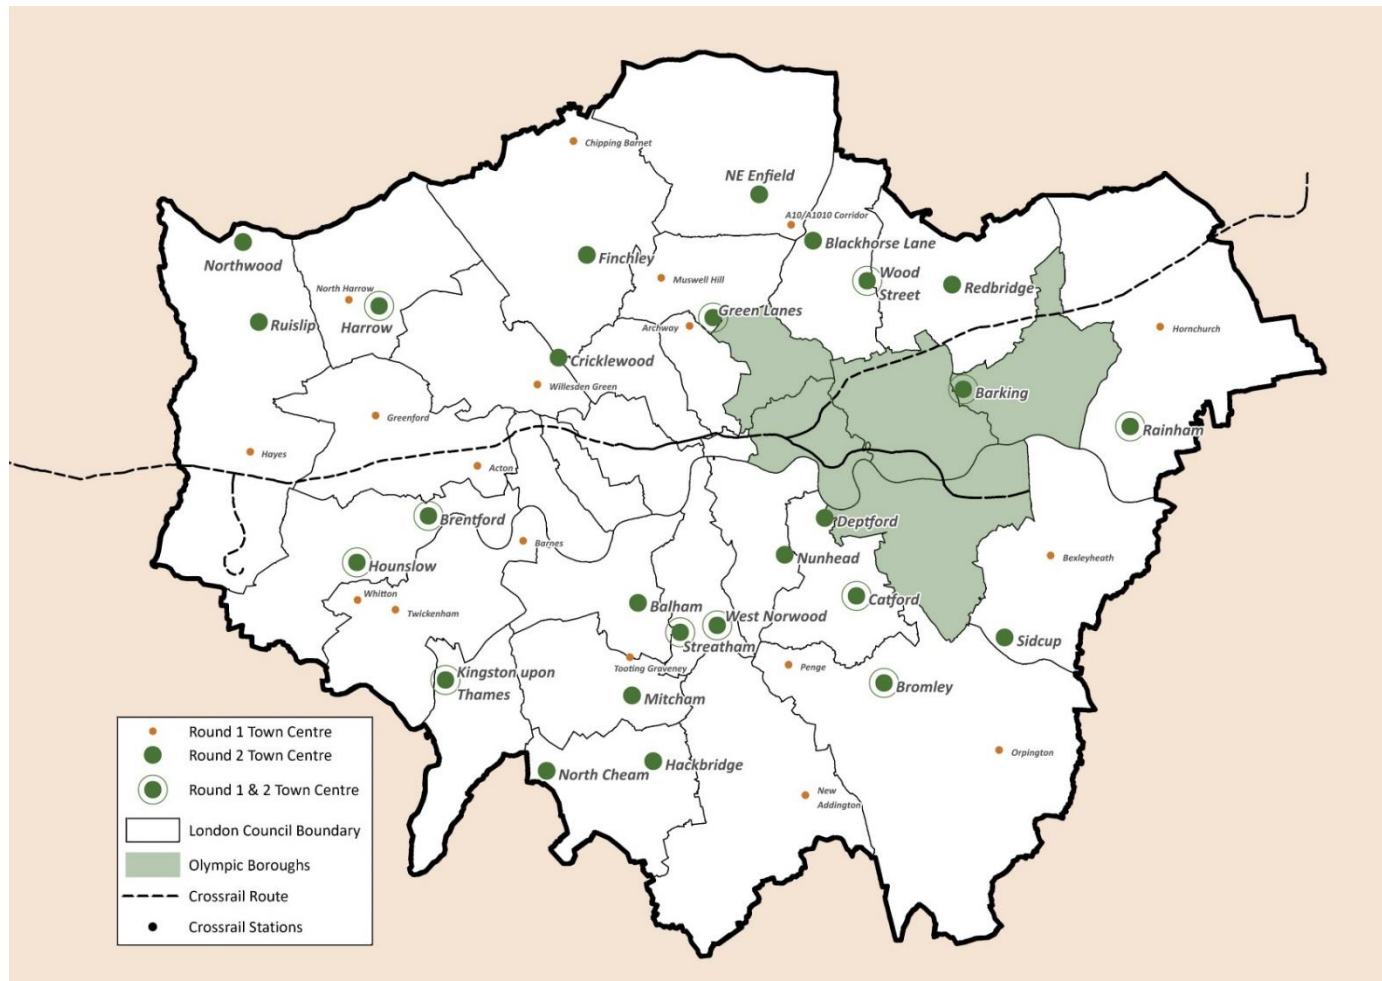 Chipping Barnet
NE Enfield
A10/A1010 Corridor
Blackhorse Lane
Northwood
Finchley
Muswell Hill
Wood
Street
Redbridge
North Harrow
Harrow
Ruislip
Green Lanes
Archway
Hornchurch
Cricklewood
Willesden Green
Barking
Greenford
Rainham
Hayes
Acton
Brentford
Deptford
Barnes
Nunhead
Bexleyheath
Hounslow
Whitton
Twickenham
Balham
West Norwood
Catford
Streatham
Sidcup
Tooting Graveney
Penge
Kingston upon
Thames
Mitcham
Bromley
Orpington
North Cheam
Hackbridge
New
Addington
Round 1 Town Centre
Round 2 Town Centre
Round 1 & 2 Town Centre
London Council Boundary
Olympic Boroughs
Crossrail Route
Crossrail Stations